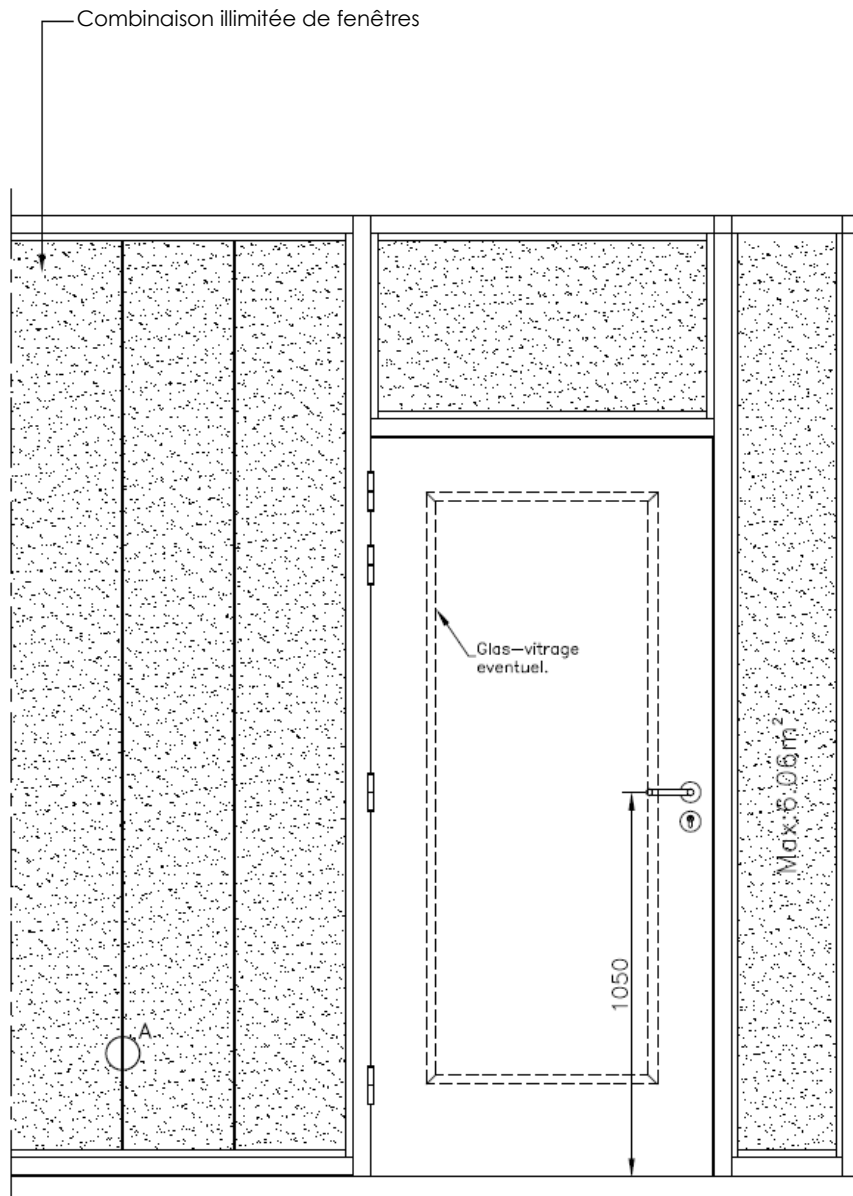 Combinaison illimitée de fenêtres
Glas-vitrage
eventuel.
Max:6.06m²
1050
A